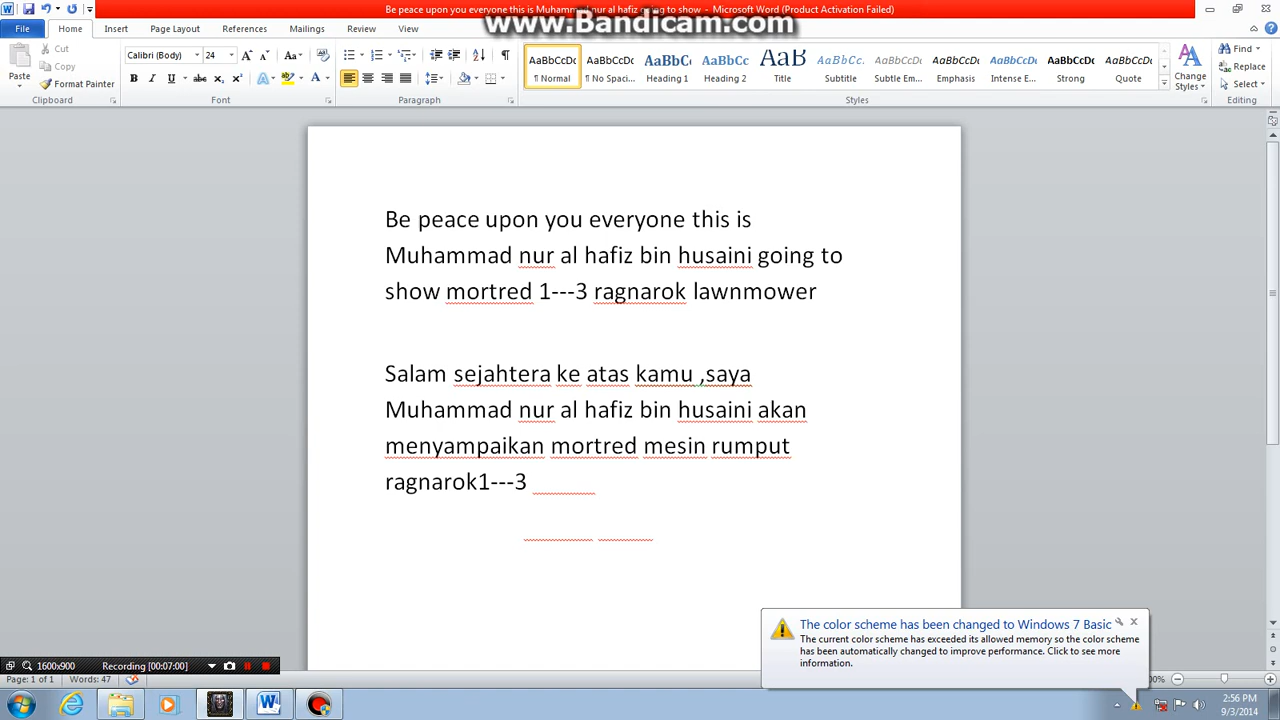 Be peace upon you everyone this is Muhammad nur al hafiz going to show - Microsoft Word (Product Activation Failed)
www.Bandicam.com
File Home Insert Page Layout References Mailings Review View
Paste Cut Copy Format Painter Clipboard
Calibri (Body) 24 Font
Paragraph
AaBbCcDc AaBbCcDc AaBbC AaBbCc AaB AaBbCc. AaBbCcDc AaBbCcDc AaBbCcDc AaBbCcDc AaBbCcDc
¶ Normal ¶ No Spaci... Heading 1 Heading 2 Title Subtitle Subtle Em... Emphasis Intense E... Strong Quote
Styles
Change Styles
Find Replace Select Editing
Be peace upon you everyone this is
Muhammad nur al hafiz bin husaini going to
show mortred 1---3 ragnarok lawnmower
Salam sejahtera ke atas kamu ,saya
Muhammad nur al hafiz bin husaini akan
menyampaikan mortred mesin rumput
ragnarok1---3
The color scheme has been changed to Windows 7 Basic
The current color scheme has exceeded its allowed memory so the color scheme
has been automatically changed to improve performance. Click to see more
information.
1600x900 Recording [00:07:00]
Page: 1 of 1 Words: 47
2:56 PM
9/3/2014